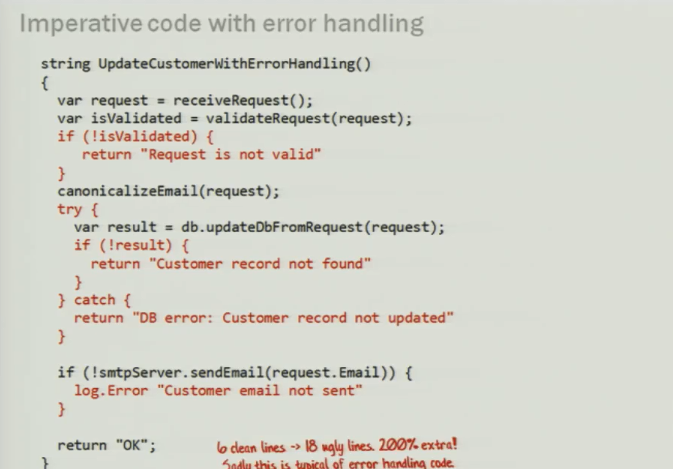 Imperative code with error handling
string UpdateCustomerWithErrorHandling()
{
var request = receiveRequest();
var isValidated = validateRequest(request);
if (!isValidated) {
return "Request is not valid"
}
canonicalizeEmail(request);
try {
var result = db.updateDbFromRequest(request);
if (!result) {
return "Customer record not found"
}
} catch {
return "DB error: Customer record not updated"
}
if (!smtpServer.sendEmail(request.Email)) {
log.Error "Customer email not sent"
}
return "OK";
6 clean lines -> 18 ugly lines. 200% extra!
}
Sadly this is typical of error handling code.